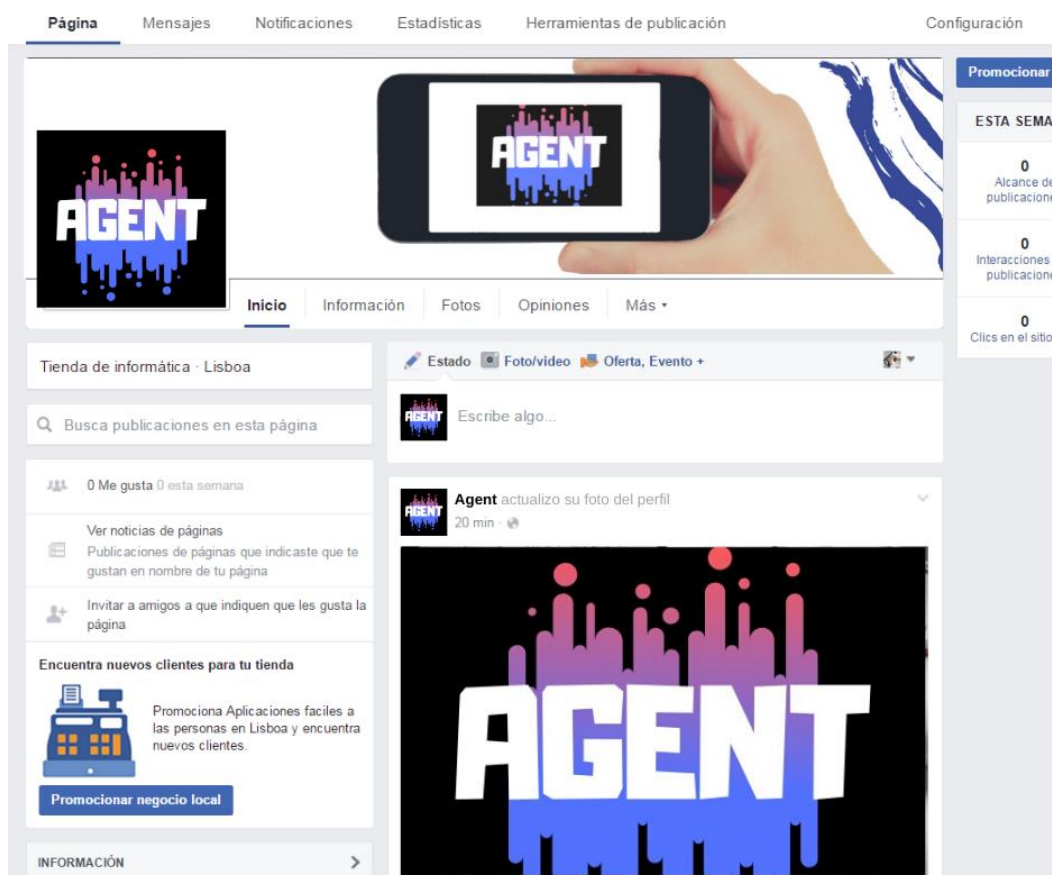 Página Mensajes Notificaciones Estadísticas Herramientas de publicación Configuración
AGENT
AGENT
Inicio Información Fotos Opiniones Más
Promocionar
ESTA SEMA
0
Alcance de
publicacione
0
Interacciones
publicacione
0
Clics en el sitio
Tienda de informática · Lisboa
Busca publicaciones en esta página
0 Me gusta 0 esta semana
Ver noticias de páginas
Publicaciones de páginas que indicaste que te
gustan en nombre de tu página
Invitar a amigos a que indiquen que les gusta la
página
Encuentra nuevos clientes para tu tienda
Promociona Aplicaciones faciles a
las personas en Lisboa y encuentra
nuevos clientes.
Promocionar negocio local
INFORMACIÓN
Estado Foto/video Oferta, Evento +
AGENT
Escribe algo...
AGENT
Agent actualizo su foto del perfil
20 min ·
AGENT